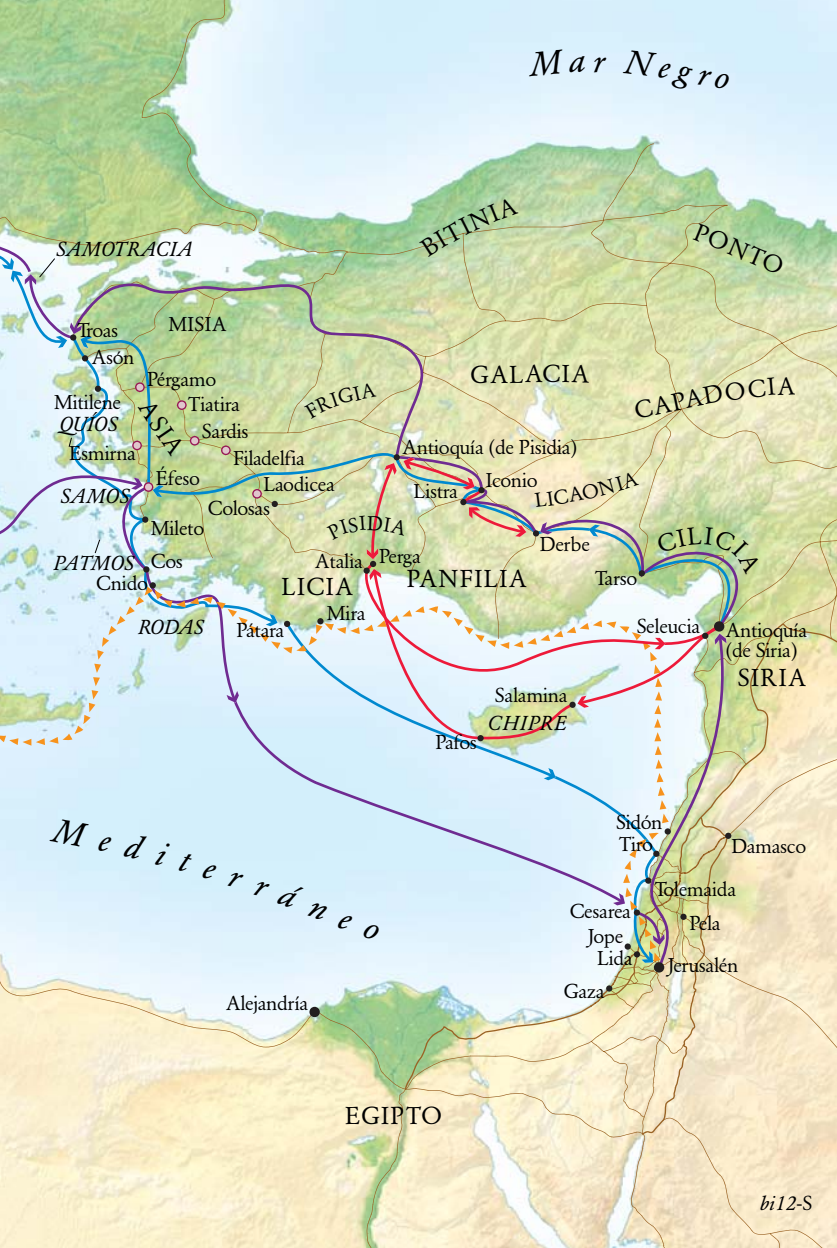 Mar Negro
BITINIA
PONTO
SAMOTRACIA
MISIA
Troas
Asón
GALACIA
CAPADOCIA
Pérgamo
Mitilene
Tiatira
FRIGIA
QUÍOS
ASIA
Sardis
Esmirna
Filadelfia
Antioquía (de Pisidia)
Éfeso
Laodicea
Iconio
Listra
LICAONIA
SAMOS
Colosas
Mileto
PISIDIA
Derbe
CILICIA
PATMOS
Cos
Atalia
Perga
Cnido
LICIA
PANFILIA
Tarso
Mira
RODAS
Pátara
Seleucia
Antioquía
(de Siria)
SIRIA
Salamina
CHIPRE
Pafos
Mediterráneo
Sidón
Tiro
Damasco
Tolemaida
Cesarea
Pela
Jope
Lida
Jerusalén
Gaza
Alejandría
EGIPTO
bi12-S